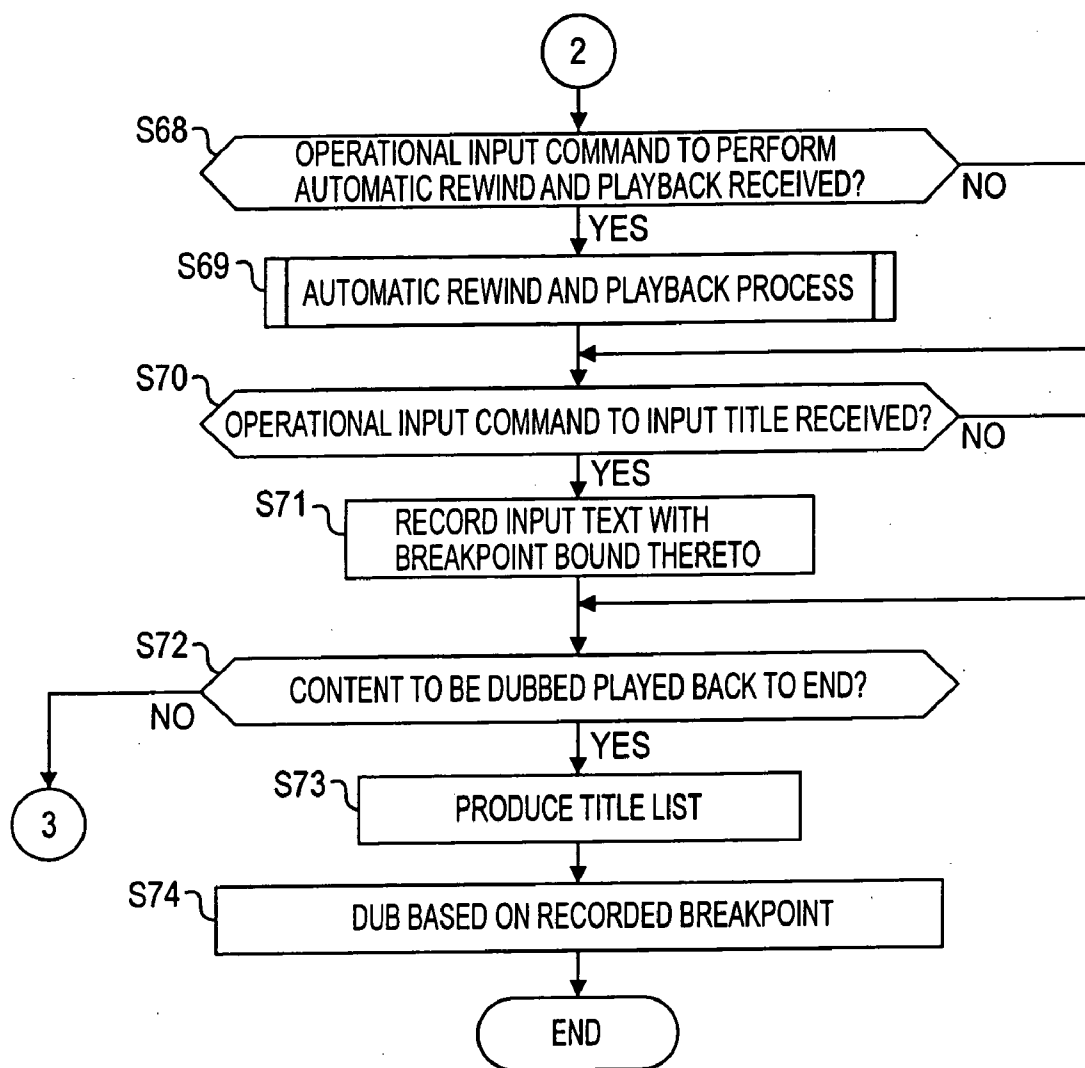 2
S68
OPERATIONAL INPUT COMMAND TO PERFORM
AUTOMATIC REWIND AND PLAYBACK RECEIVED?
NO
YES
S69
AUTOMATIC REWIND AND PLAYBACK PROCESS
S70
OPERATIONAL INPUT COMMAND TO INPUT TITLE RECEIVED?
NO
YES
S71
RECORD INPUT TEXT WITH
BREAKPOINT BOUND THERETO
S72
CONTENT TO BE DUBBED PLAYED BACK TO END?
NO
YES
S73
PRODUCE TITLE LIST
3
S74
DUB BASED ON RECORDED BREAKPOINT
END